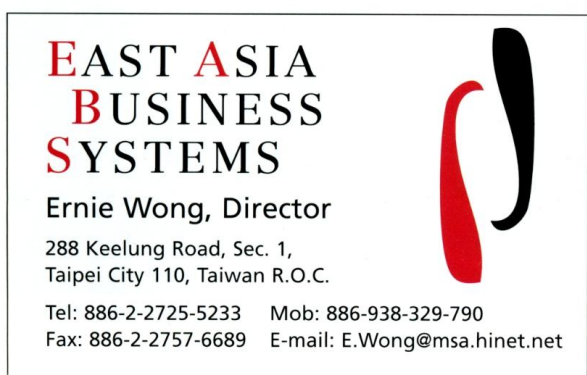 EAST ASIA
BUSINESS
SYSTEMS
Ernie Wong, Director
288 Keelung Road, Sec. 1,
Taipei City 110, Taiwan R.O.C.
Tel: 886-2-2725-5233 Mob: 886-938-329-790
Fax: 886-2-2757-6689 E-mail: E.Wong@msa.hinet.net